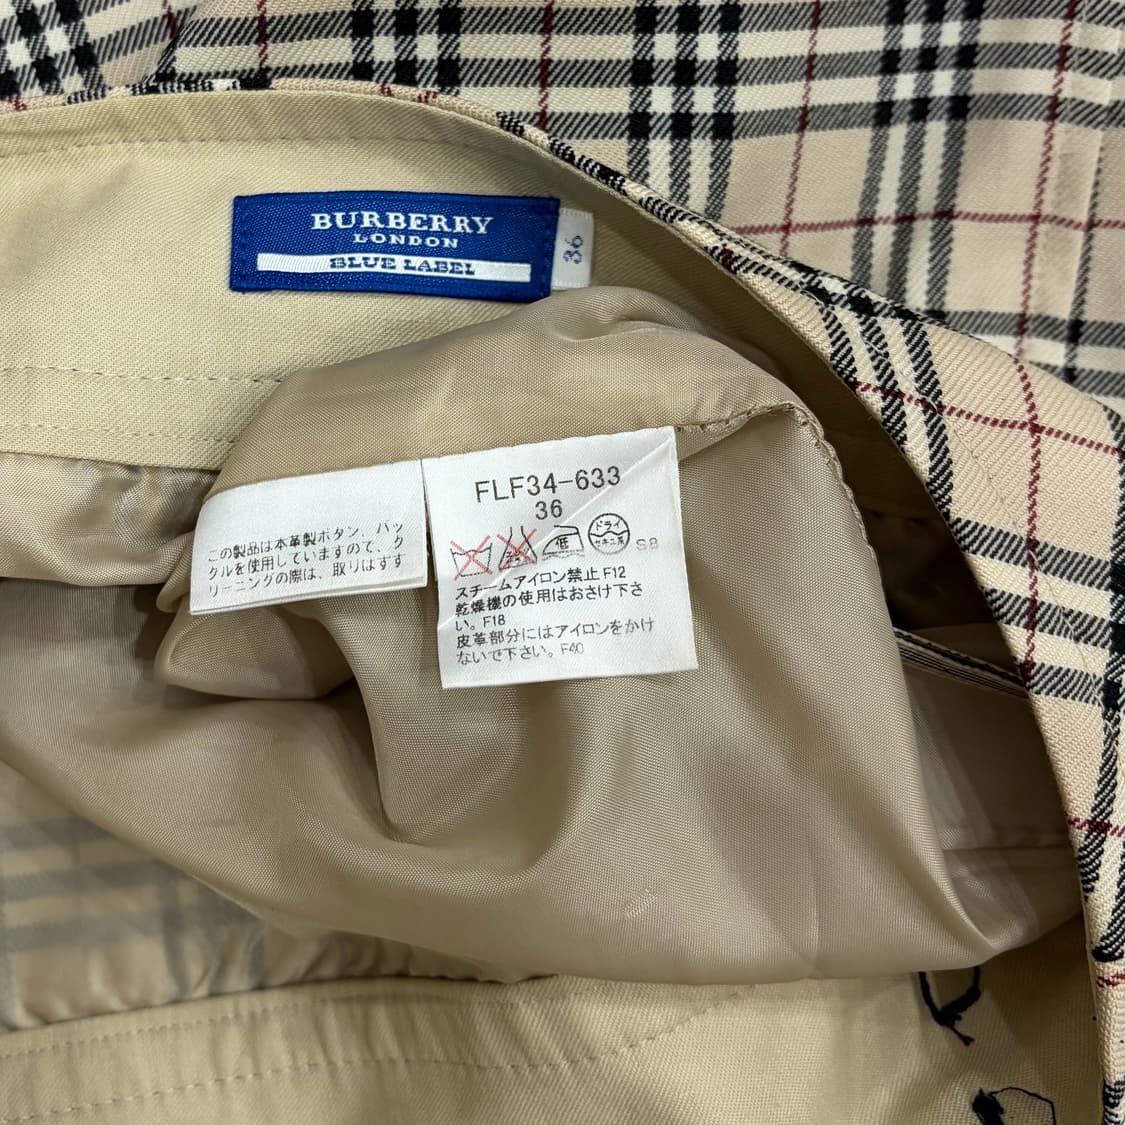 BURBERRY
LONDON
BLUE LABEL
36
FLF34-633
36
ドライ
低
セキユ系
S8
スチームアイロン禁止 F12
乾燥機の使用はおさけ下さ
い。F18
皮革部分にはアイロンをかけ
ないで下さい。F40
この製品は本革製ボタン、バッ
クルを使用していますので、ク
リーニングの際は、取りはずす